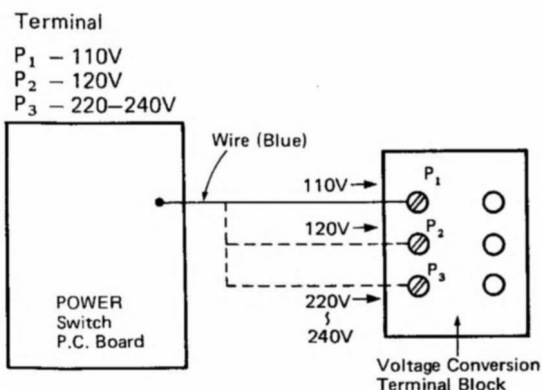 Terminal
P₁ – 110V
P₂ – 120V
P₃ – 220–240V
Wire (Blue)
110V
P₁
120V
P₂
P₃
220V
~
240V
POWER
Switch
P.C. Board
Voltage Conversion
Terminal Block